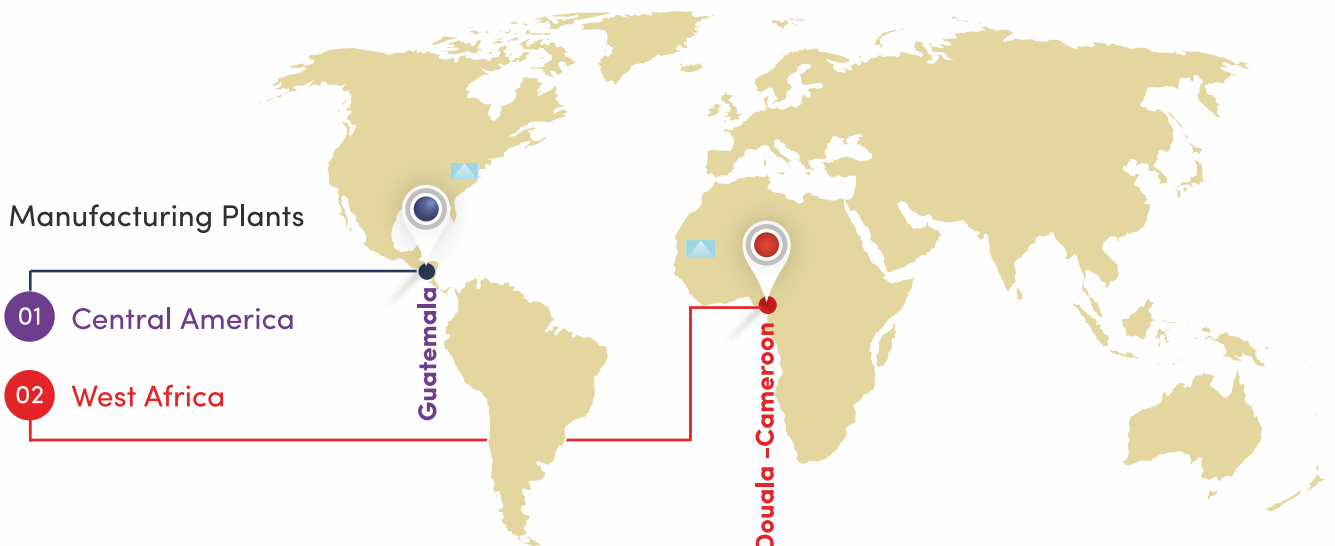 Manufacturing Plants
01
Central America
02
West Africa
Guatemala
Douala -Cameroon